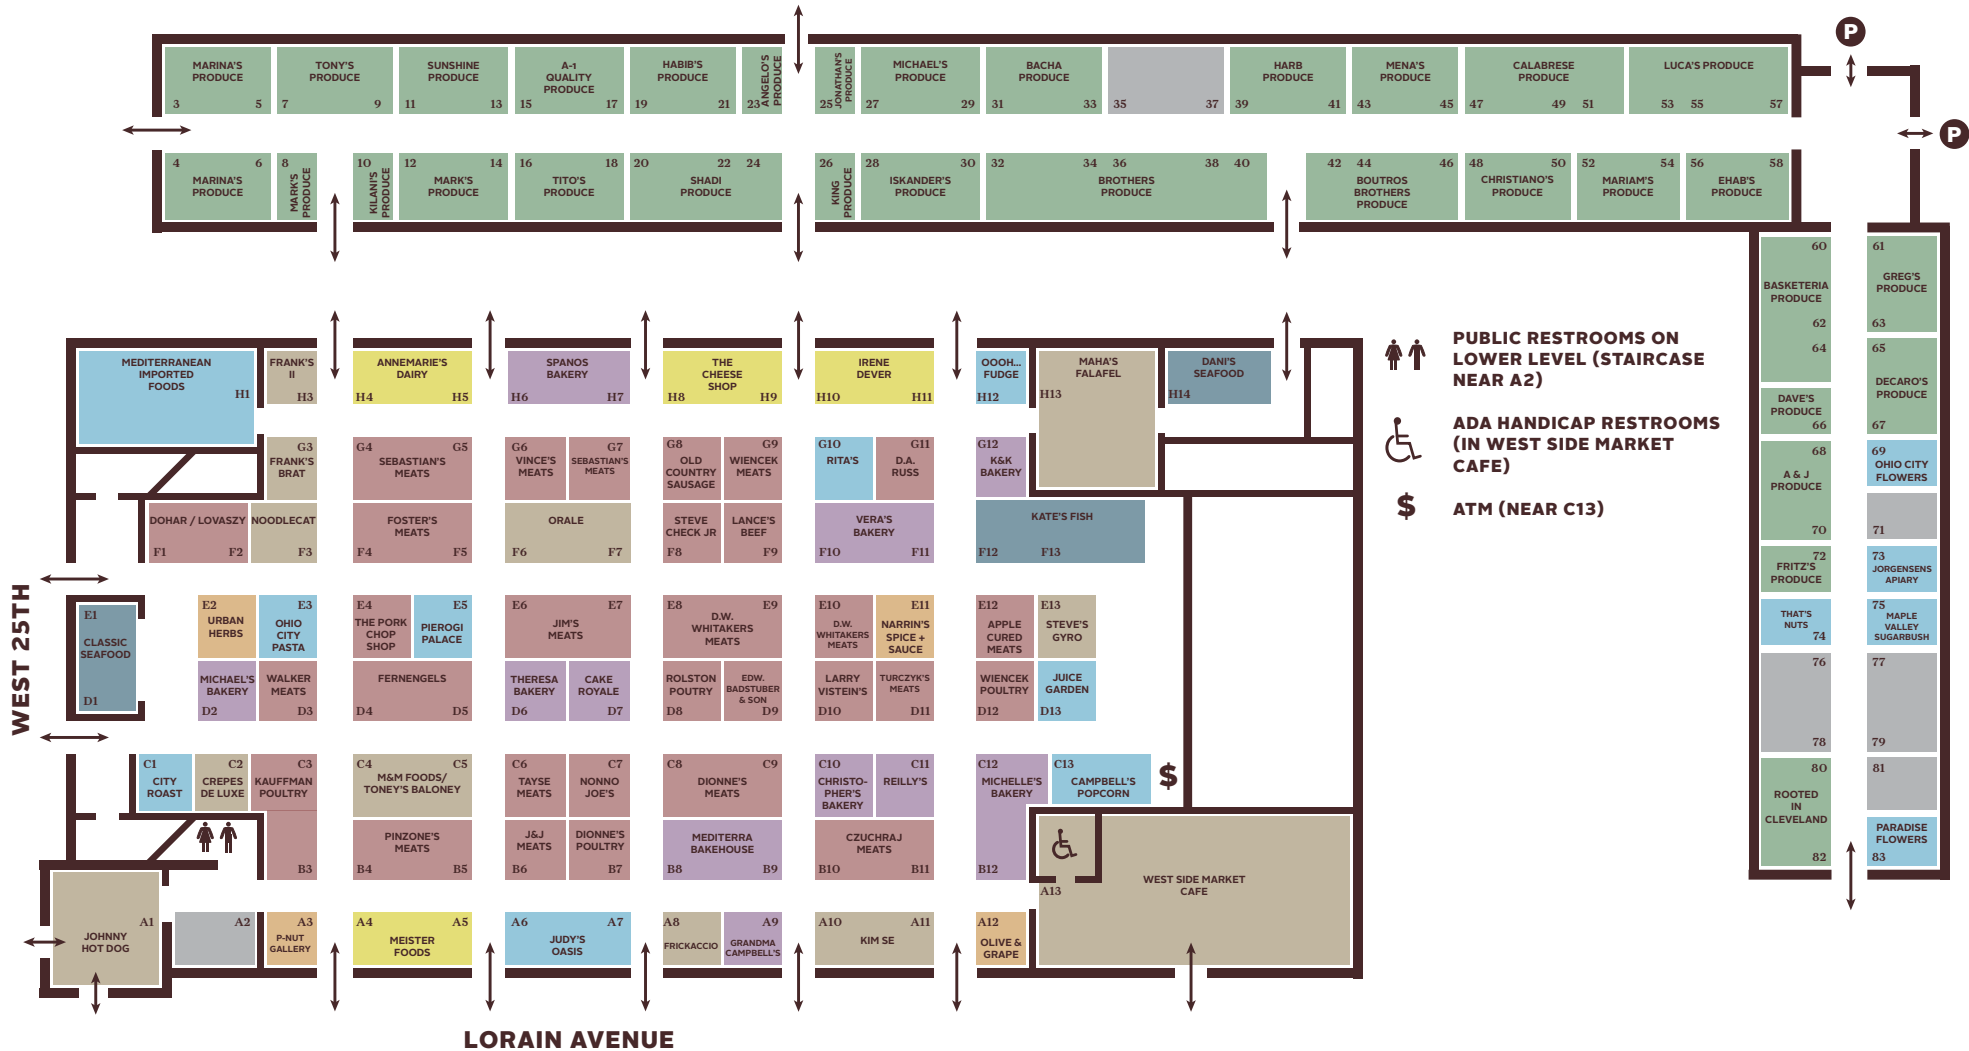 P
MARINA'S
PRODUCE
3 5
TONY'S
PRODUCE
7 9
SUNSHINE
PRODUCE
11 13
A-1
QUALITY
PRODUCE
15 17
HABIB'S
PRODUCE
19 21
ANGELO'S
PRODUCE
23
JONATHAN'S
PRODUCE
25
MICHAEL'S
PRODUCE
27 29
BACHA
PRODUCE
31 33
35 37
HARB
PRODUCE
39 41
MENA'S
PRODUCE
43 45
CALABRESE
PRODUCE
47 49 51
LUCA'S PRODUCE
53 55 57
P
4 6
MARINA'S
PRODUCE
8
MARK'S
PRODUCE
10
KILANI'S
PRODUCE
12 14
MARK'S
PRODUCE
16 18
TITO'S
PRODUCE
20 22 24
SHADI
PRODUCE
26
KING
PRODUCE
28 30
ISKANDER'S
PRODUCE
32 34 36 38 40
BROTHERS
PRODUCE
42 44 46
BOUTROS
BROTHERS
PRODUCE
48 50
CHRISTIANO'S
PRODUCE
52 54
MARIAM'S
PRODUCE
56 58
EHAB'S
PRODUCE
60
BASKETERIA
PRODUCE
62
64
DAVE'S
PRODUCE
66
68
A & J
PRODUCE
70
72
FRITZ'S
PRODUCE
THAT'S
NUTS
74
76
78
80
ROOTED
IN
CLEVELAND
82
61
GREG'S
PRODUCE
63
65
DECARO'S
PRODUCE
67
69
OHIO CITY
FLOWERS
71
73
JORGENSENS
APIARY
75
MAPLE
VALLEY
SUGARBUSH
77
79
81
PARADISE
FLOWERS
83
PUBLIC RESTROOMS ON
LOWER LEVEL (STAIRCASE
NEAR A2)
ADA HANDICAP RESTROOMS
(IN WEST SIDE MARKET
CAFE)
$
ATM (NEAR C13)
MEDITERRANEAN
IMPORTED
FOODS
H1
FRANK'S
II
H3
ANNEMARIE'S
DAIRY
H4 H5
SPANOS
BAKERY
H6 H7
THE
CHEESE
SHOP
H8 H9
IRENE
DEVER
H10 H11
OOOH...
FUDGE
H12
MAHA'S
FALAFEL
H13
DANI'S
SEAFOOD
H14
G3
FRANK'S
BRAT
G4 G5
SEBASTIAN'S
MEATS
G6
VINCE'S
MEATS
G7
SEBASTIAN'S
MEATS
G8
OLD
COUNTRY
SAUSAGE
G9
WIENCEK
MEATS
G10
RITA'S
G11
D.A.
RUSS
G12
K&K
BAKERY
DOHAR / LOVASZY
F1 F2
NOODLECAT
F3
FOSTER'S
MEATS
F4 F5
ORALE
F6 F7
STEVE
CHECK JR
F8
LANCE'S
BEEF
F9
VERA'S
BAKERY
F10 F11
KATE'S FISH
F12 F13
WEST 25TH
E1
CLASSIC
SEAFOOD
D1
E2
URBAN
HERBS
E3
OHIO
CITY
PASTA
E4
THE PORK
CHOP
SHOP
E5
PIEROGI
PALACE
E6 E7
JIM'S
MEATS
E8 E9
D.W.
WHITAKERS
MEATS
E10
D.W.
WHITAKERS
MEATS
E11
NARRIN'S
SPICE +
SAUCE
E12
APPLE
CURED
MEATS
E13
STEVE'S
GYRO
MICHAEL'S
BAKERY
D2
WALKER
MEATS
D3
FERNENGELS
D4 D5
THERESA
BAKERY
D6
CAKE
ROYALE
D7
ROLSTON
POUTRY
D8
EDW.
BADSTUBER
& SON
D9
LARRY
VISTEIN'S
D10
TURCZYK'S
MEATS
D11
WIENCEK
POULTRY
D12
JUICE
GARDEN
D13
C1
CITY
ROAST
C2
CREPES
DE LUXE
C3
KAUFFMAN
POULTRY
B3
C4 C5
M&M FOODS/
TONEY'S BALONEY
C6
TAYSE
MEATS
C7
NONNO
JOE'S
C8 C9
DIONNE'S
MEATS
C10
CHRISTO-
PHER'S
BAKERY
C11
REILLY'S
C12
MICHELLE'S
BAKERY
B12
C13
CAMPBELL'S
POPCORN
$
PINZONE'S
MEATS
B4 B5
J&J
MEATS
B6
DIONNE'S
POULTRY
B7
MEDITERRA
BAKEHOUSE
B8 B9
CZUCHRAJ
MEATS
B10 B11
WEST SIDE MARKET
CAFE
A13
A1
JOHNNY
HOT DOG
A2
A3
P-NUT
GALLERY
A4 A5
MEISTER
FOODS
A6 A7
JUDY'S
OASIS
A8
FRICKACCIO
A9
GRANDMA
CAMPBELL'S
A10 A11
KIM SE
A12
OLIVE &
GRAPE
LORAIN AVENUE